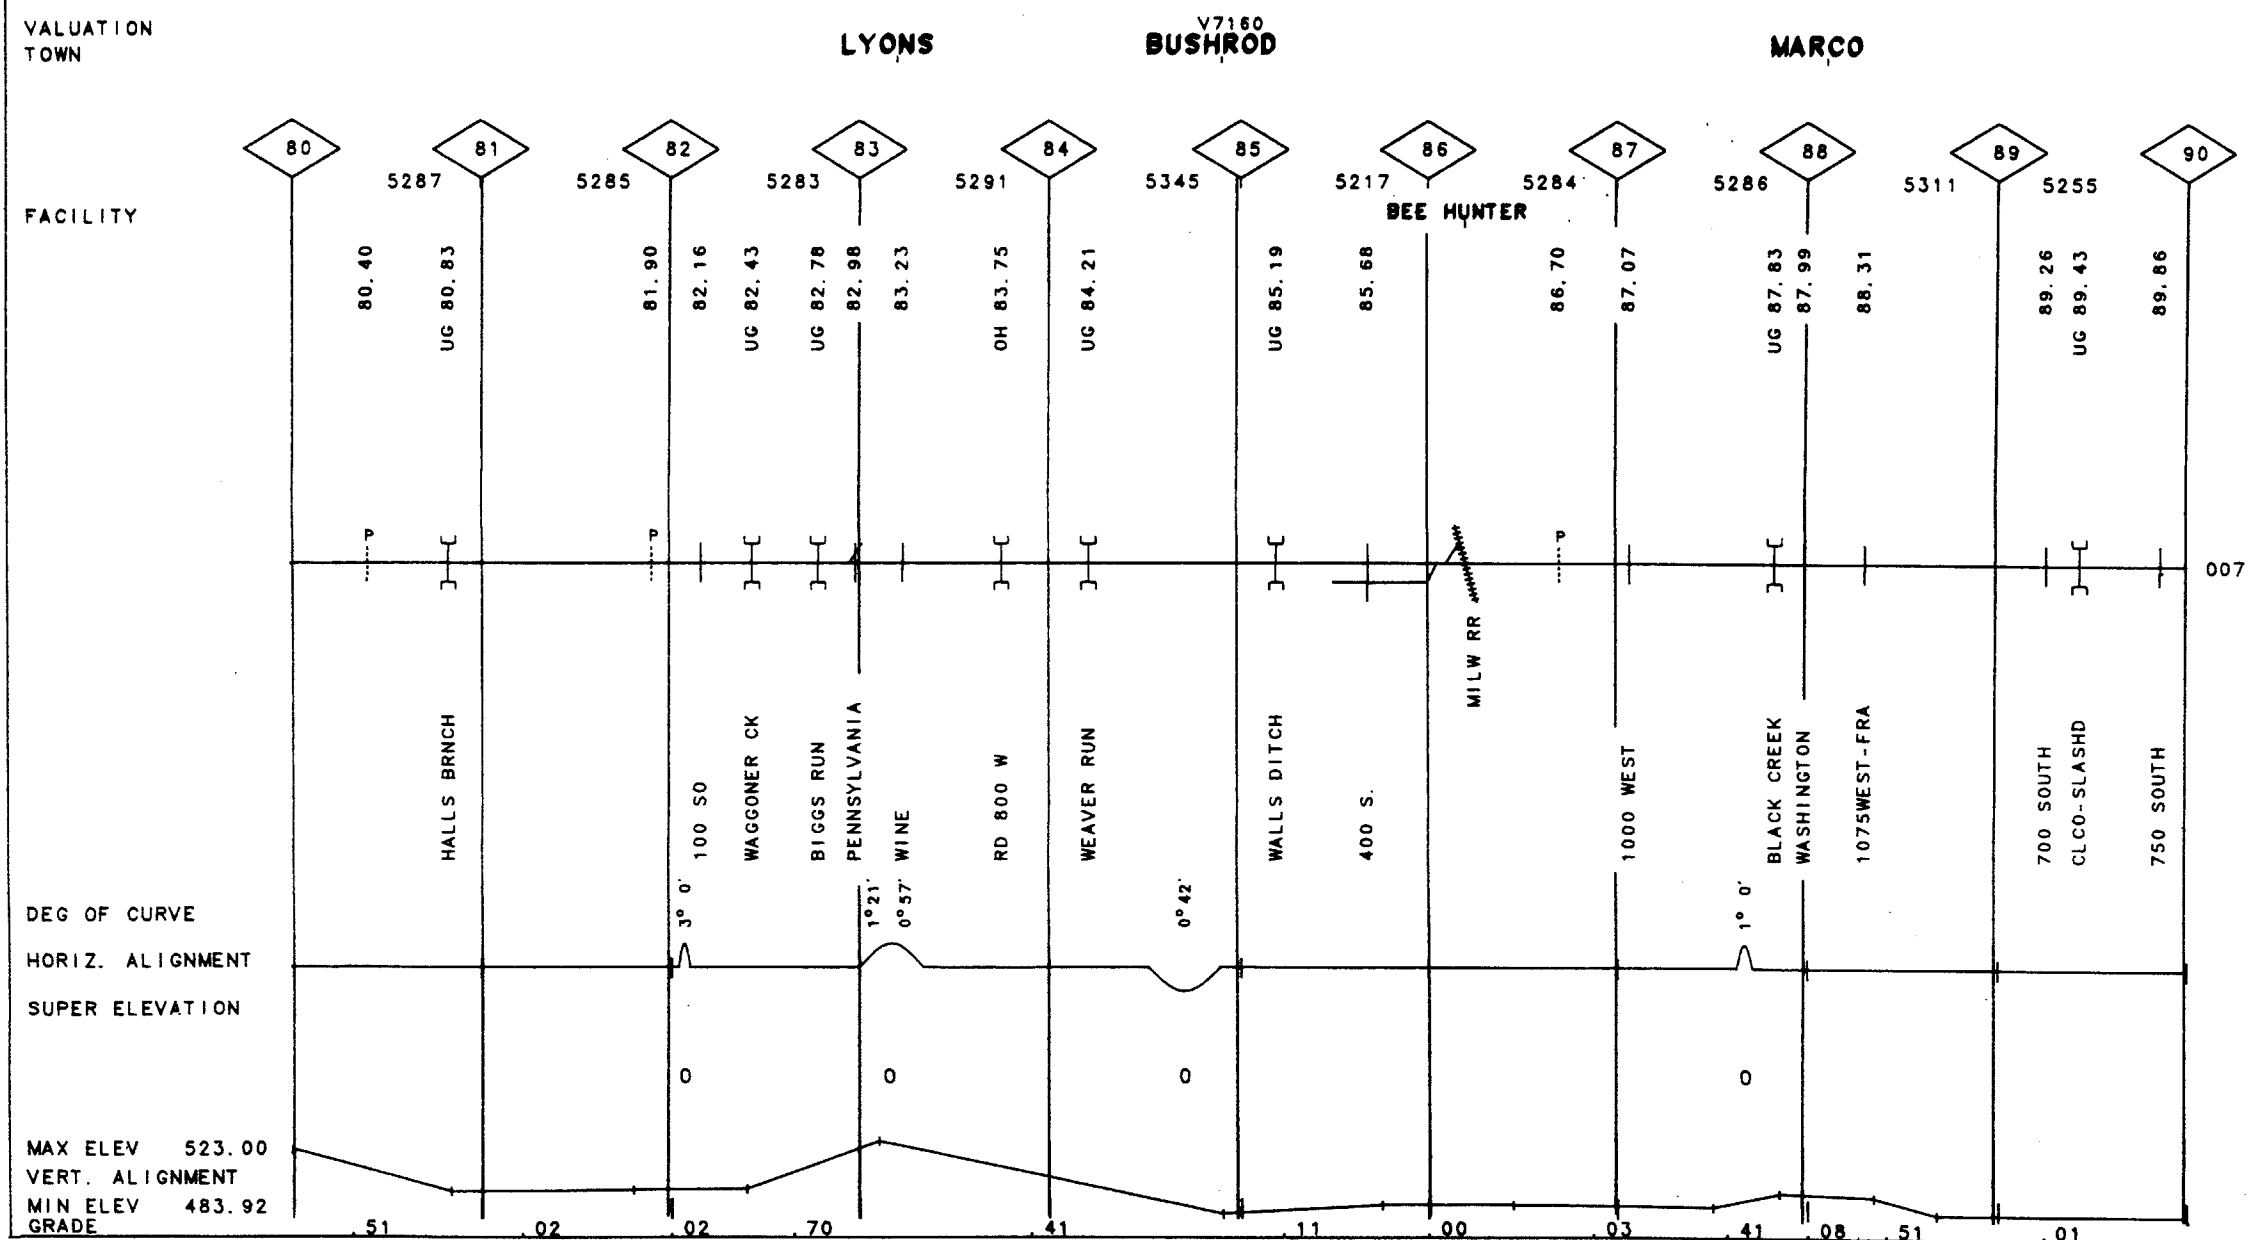 VALUATION V7160
TOWN LYONS BUSHROD MARCO
80 81 82 83 84 85 86 87 88 89 90
5287 5285 5283 5291 5345 5217 5284 5286 5311 5255
FACILITY BEE HUNTER
80.40
UG 80.83
81.90
82.16
UG 82.43
UG 82.78
82.98
83.23
OH 83.75
UG 84.21
UG 85.19
85.68
86.70
87.07
UG 87.83
87.99
88.31
89.26
UG 89.43
89.86
P P P
007
MILW RR
HALLS BRNCH
100 SO
WAGGONER CK
BIGGS RUN
PENNSYLVANIA
WINE
RD 800 W
WEAVER RUN
WALLS DITCH
400 S.
1000 WEST
BLACK CREEK
WASHINGTON
1075WEST-FRA
700 SOUTH
CLCO-SLASHD
750 SOUTH
DEG OF CURVE 3° 0' 1°21' 0°57' 0°42' 1° 0'
HORIZ. ALIGNMENT
SUPER ELEVATION
0 0 0 0
MAX ELEV 523.00
VERT. ALIGNMENT
MIN ELEV 483.92
GRADE .51 .02 .02 .70 .41 .11 .00 .03 .41 .08 .51 .01